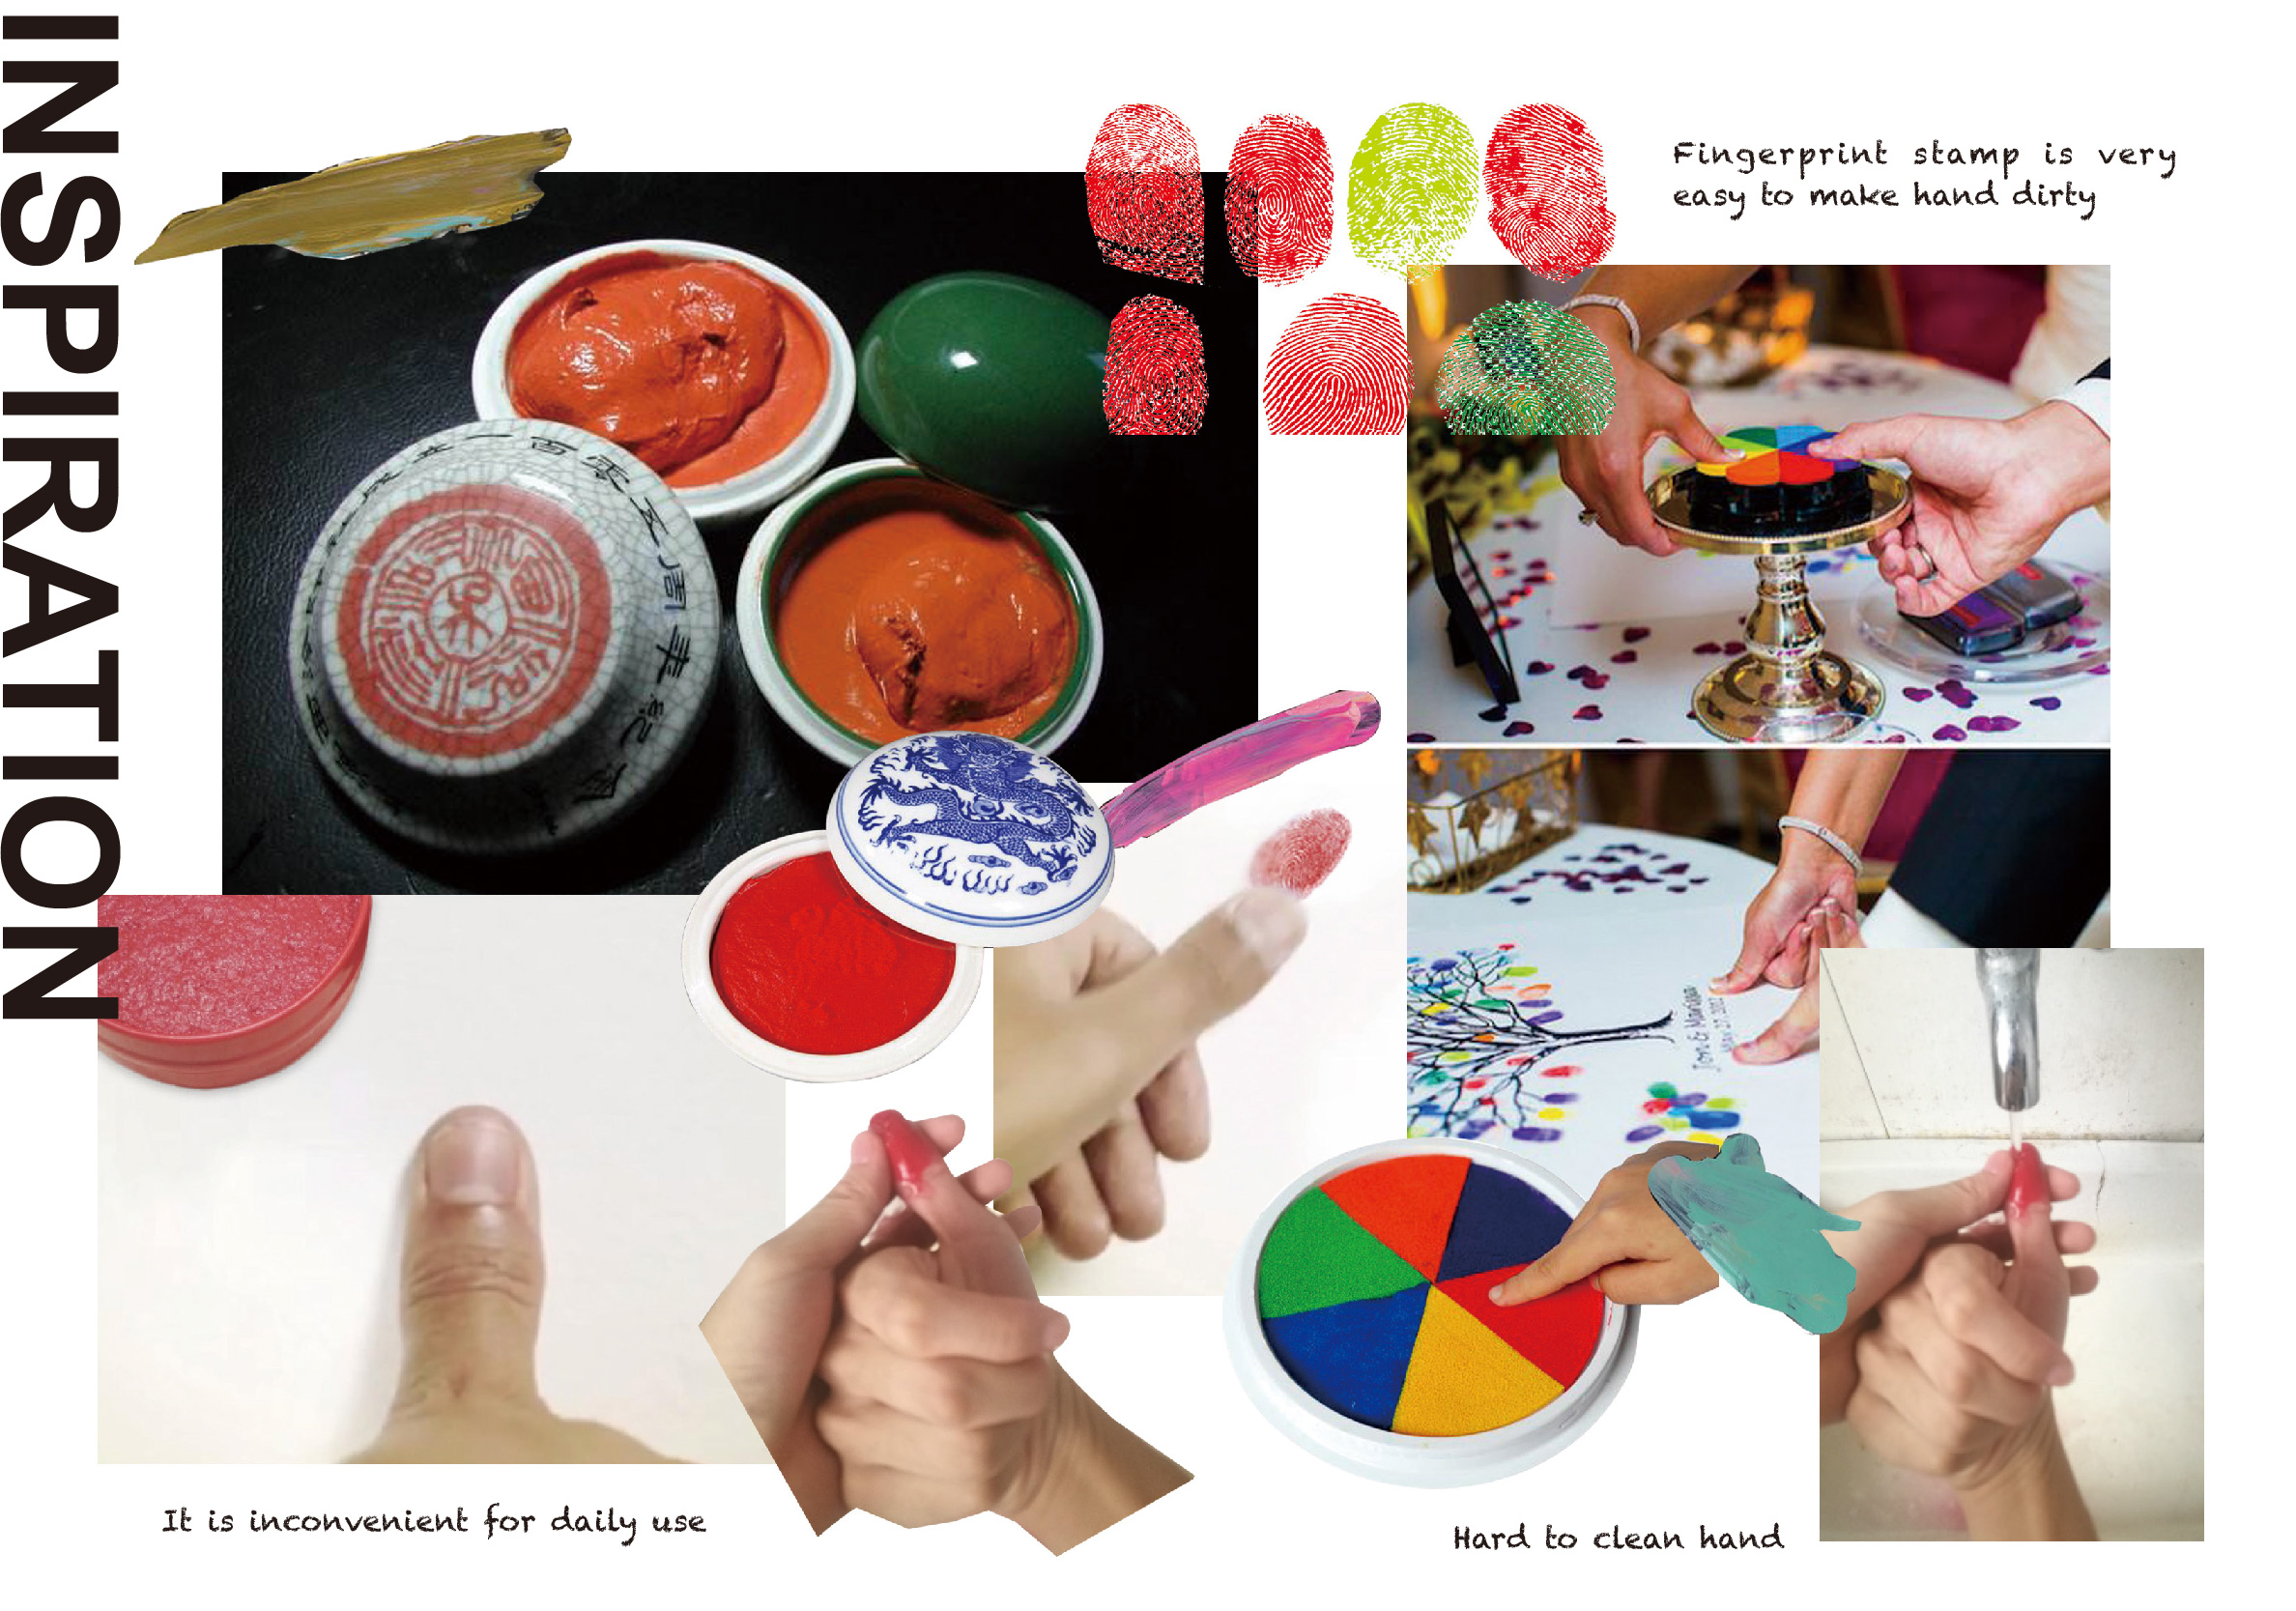 INSPIRATION
Fingerprint stamp is very
easy to make hand dirty
It is inconvenient for daily use
Hard to clean hand